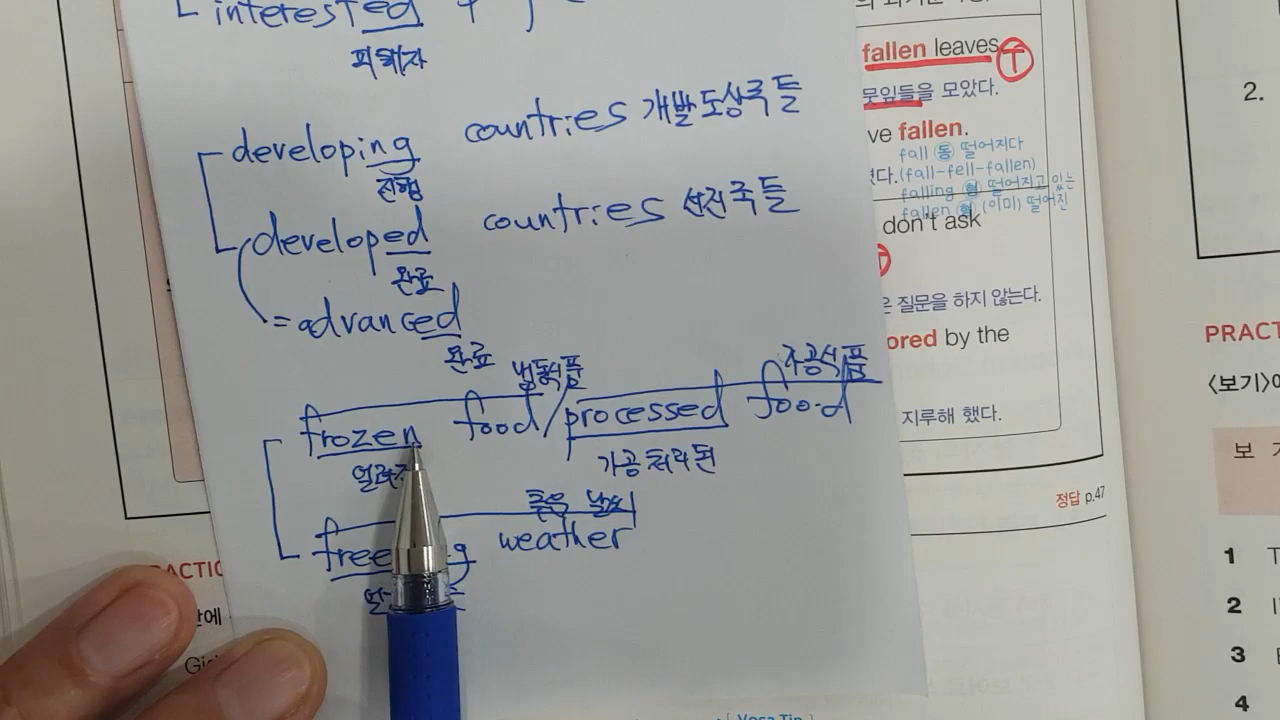 interested +
피해자
developing countries 개발도상국들
진행
developed countries 선진국들
완료
= advanced
완료
냉동식품 가공식품
frozen food/processed food
가공처리된
추운 날씨
weather
fallen leaves T
뭇잎들을 모았다.
ve fallen.
fall 동 떨어지다
(fall-fell-fallen)
falling 형 떨어지고 있는
fallen 형 (이미) 떨어진
don't ask
T
은 질문을 하지 않는다.
ored by the
지루해 했다.
정답 p.47
2.
PRACT
<보기>에
보 기
1
2
3
4
Voca Tip